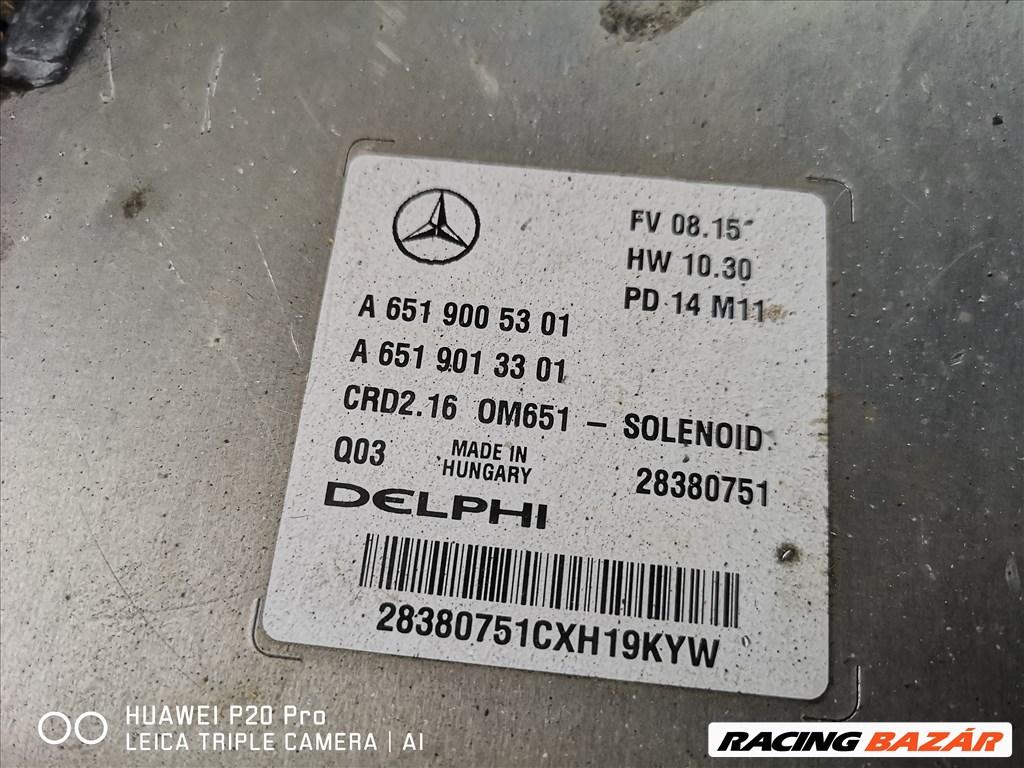 FV 08.15
HW 10.30
PD 14 M11
A 651 900 53 01
A 651 901 33 01
CRD2.16 OM651 – SOLENOID
Q03 MADE IN HUNGARY 28380751
DELPHI
28380751CXH19KYW
HUAWEI P20 Pro
LEICA TRIPLE CAMERA | AI
RACING BAZÁR